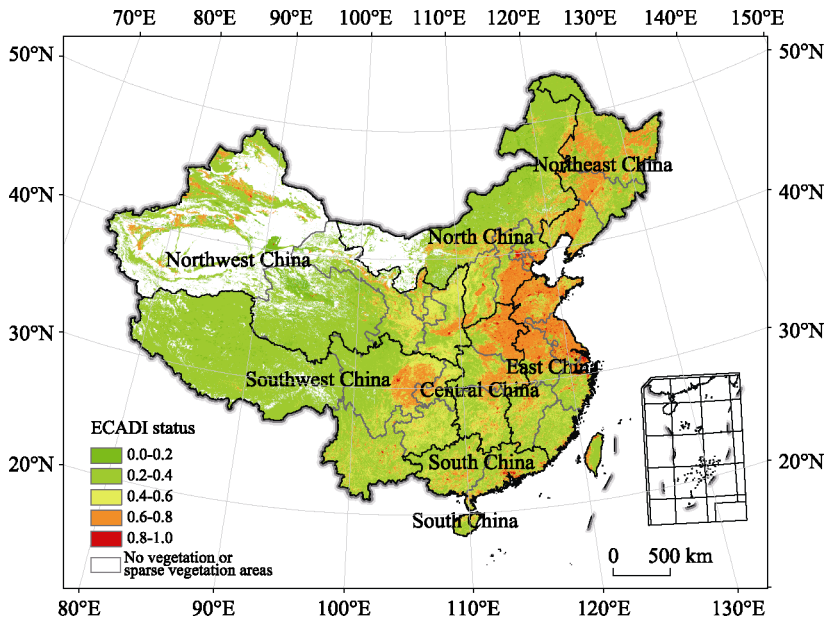 70°E 80°E 90°E 100°E 110°E 120°E 130°E 140°E 150°E
50°N 50°N
40°N 40°N
30°N 30°N
20°N 20°N
Northeast China
North China
Northwest China
East China
Southwest China
Central China
South China
South China
ECADI status
0.0-0.2
0.2-0.4
0.4-0.6
0.6-0.8
0.8-1.0
No vegetation or
sparse vegetation areas
0 500 km
80°E 90°E 100°E 110°E 120°E 130°E